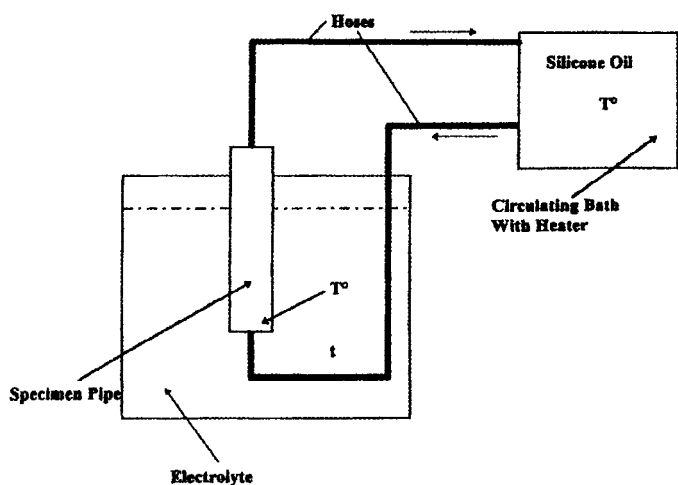 Hoses
Silicone Oil
T°
Circulating Bath
With Heater
T°
t
Specimen Pipe
Electrolyte